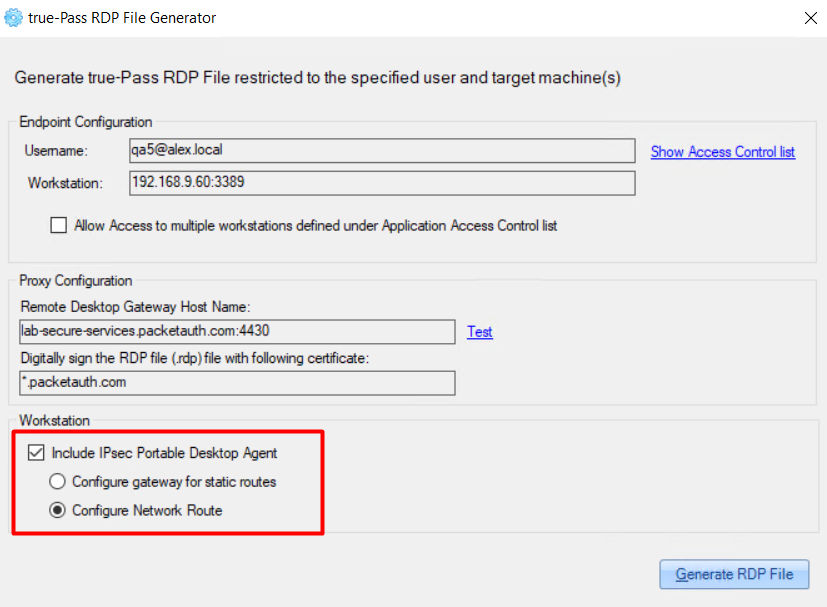 true-Pass RDP File Generator
Generate true-Pass RDP File restricted to the specified user and target machine(s)
Endpoint Configuration
Username: qa5@alex.local Show Access Control list
Workstation: 192.168.9.60:3389
Allow Access to multiple workstations defined under Application Access Control list
Proxy Configuration
Remote Desktop Gateway Host Name:
lab-secure-services.packetauth.com:4430 Test
Digitally sign the RDP file (.rdp) file with following certificate:
*.packetauth.com
Workstation
Include IPsec Portable Desktop Agent
Configure gateway for static routes
Configure Network Route
Generate RDP File